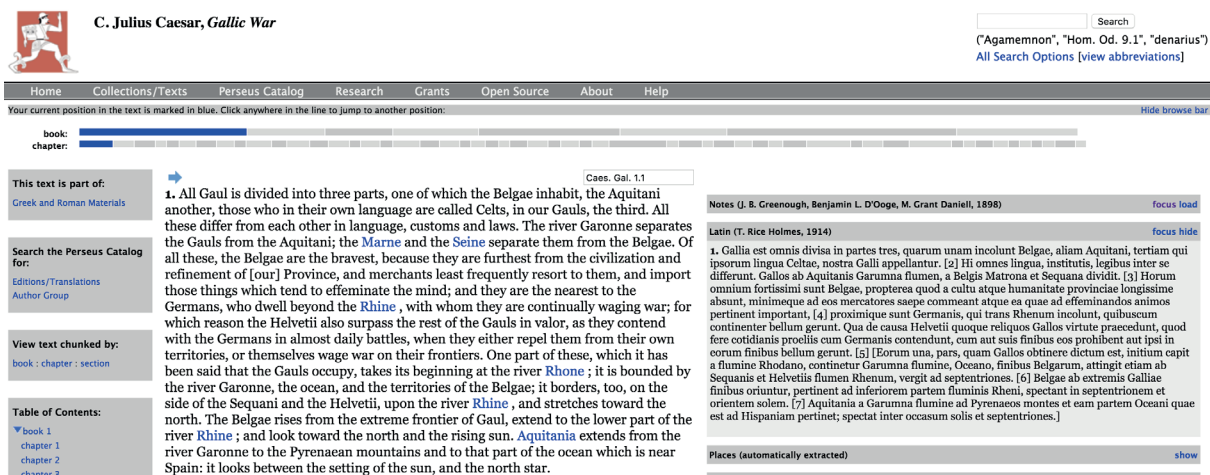 C. Julius Caesar, Gallic War
Search
("Agamemnon", "Hom. Od. 9.1", "denarius")
All Search Options [view abbreviations]
Home Collections/Texts Perseus Catalog Research Grants Open Source About Help
Your current position in the text is marked in blue. Click anywhere in the line to jump to another position:
Hide browse bar
book:
chapter:
This text is part of:
Greek and Roman Materials
Search the Perseus Catalog
for:
Editions/Translations
Author Group
View text chunked by:
book : chapter : section
Table of Contents:
book 1
chapter 1
chapter 2
chapter 3
Caes. Gal. 1.1
1. All Gaul is divided into three parts, one of which the Belgae inhabit, the Aquitani
another, those who in their own language are called Celts, in our Gauls, the third. All
these differ from each other in language, customs and laws. The river Garonne separates
the Gauls from the Aquitani; the Marne and the Seine separate them from the Belgae. Of
all these, the Belgae are the bravest, because they are furthest from the civilization and
refinement of [our] Province, and merchants least frequently resort to them, and import
those things which tend to effeminate the mind; and they are the nearest to the
Germans, who dwell beyond the Rhine , with whom they are continually waging war; for
which reason the Helvetii also surpass the rest of the Gauls in valor, as they contend
with the Germans in almost daily battles, when they either repel them from their own
territories, or themselves wage war on their frontiers. One part of these, which it has
been said that the Gauls occupy, takes its beginning at the river Rhone ; it is bounded by
the river Garonne, the ocean, and the territories of the Belgae; it borders, too, on the
side of the Sequani and the Helvetii, upon the river Rhine , and stretches toward the
north. The Belgae rises from the extreme frontier of Gaul, extend to the lower part of the
river Rhine ; and look toward the north and the rising sun. Aquitania extends from the
river Garonne to the Pyrenaean mountains and to that part of the ocean which is near
Spain: it looks between the setting of the sun, and the north star.
Notes (J. B. Greenough, Benjamin L. D'Ooge, M. Grant Daniell, 1898)
focus load
Latin (T. Rice Holmes, 1914)
focus hide
1. Gallia est omnis divisa in partes tres, quarum unam incolunt Belgae, aliam Aquitani, tertiam qui
ipsorum lingua Celtae, nostra Galli appellantur. [2] Hi omnes lingua, institutis, legibus inter se
differunt. Gallos ab Aquitanis Garumna flumen, a Belgis Matrona et Sequana dividit. [3] Horum
omnium fortissimi sunt Belgae, propterea quod a cultu atque humanitate provinciae longissime
absunt, minimeque ad eos mercatores saepe commeant atque ea quae ad effeminandos animos
pertinent important, [4] proximique sunt Germanis, qui trans Rhenum incolunt, quibuscum
continenter bellum gerunt. Qua de causa Helvetii quoque reliquos Gallos virtute praecedunt, quod
fere cotidianis proeliis cum Germanis contendunt, cum aut suis finibus eos prohibent aut ipsi in
eorum finibus bellum gerunt. [5] [Eorum una, pars, quam Gallos obtinere dictum est, initium capit
a flumine Rhodano, continetur Garumna flumine, Oceano, finibus Belgarum, attingit etiam ab
Sequanis et Helvetiis flumen Rhenum, vergit ad septentriones. [6] Belgae ab extremis Galliae
finibus oriuntur, pertinent ad inferiorem partem fluminis Rheni, spectant in septentrionem et
orientem solem. [7] Aquitania a Garumna flumine ad Pyrenaeos montes et eam partem Oceani quae
est ad Hispaniam pertinet; spectat inter occasum solis et septentriones.]
Places (automatically extracted)
show